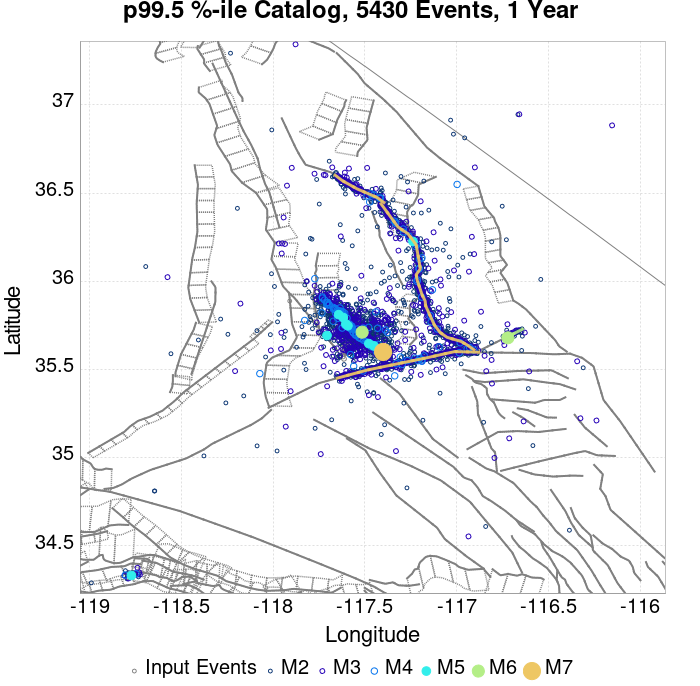 p99.5 %-ile Catalog, 5430 Events, 1 Year
37
36.5
36
35.5
35
34.5
Latitude
-119 -118.5 -118 -117.5 -117 -116.5 -116
Longitude
Input Events M2 M3 M4 M5 M6 M7